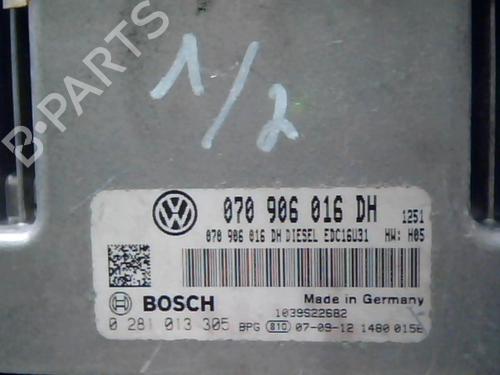 1/2
B-PARTS
070 906 016 DH 1251
070 906 016 DH DIESEL EDC16U31 HW: H05
BOSCH
Made in Germany
1039S22682
0 281 013 305 BPG 810 07-09-12 1480 0156